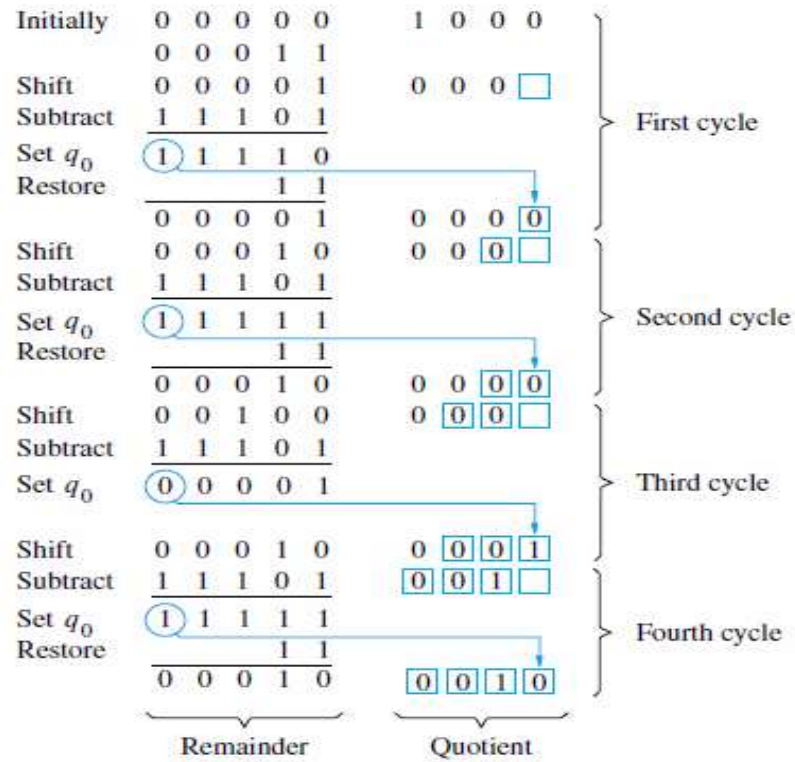 Initially 0 0 0 0 0 1 0 0 0
0 0 0 1 1
Shift 0 0 0 0 1 0 0 0
Subtract 1 1 1 0 1
First cycle
Set q0 1 1 1 1 0
Restore 1 1
0 0 0 0 1 0 0 0 0
Shift 0 0 0 1 0 0 0 0
Subtract 1 1 1 0 1
Set q0 1 1 1 1 1 Second cycle
Restore 1 1
0 0 0 1 0 0 0 0 0
Shift 0 0 1 0 0 0 0 0
Subtract 1 1 1 0 1
Set q0 0 0 0 0 1 Third cycle
Shift 0 0 0 1 0 0 0 0 1
Subtract 1 1 1 0 1 0 0 1
Set q0 1 1 1 1 1 Fourth cycle
Restore 1 1
0 0 0 1 0 0 0 1 0
Remainder Quotient